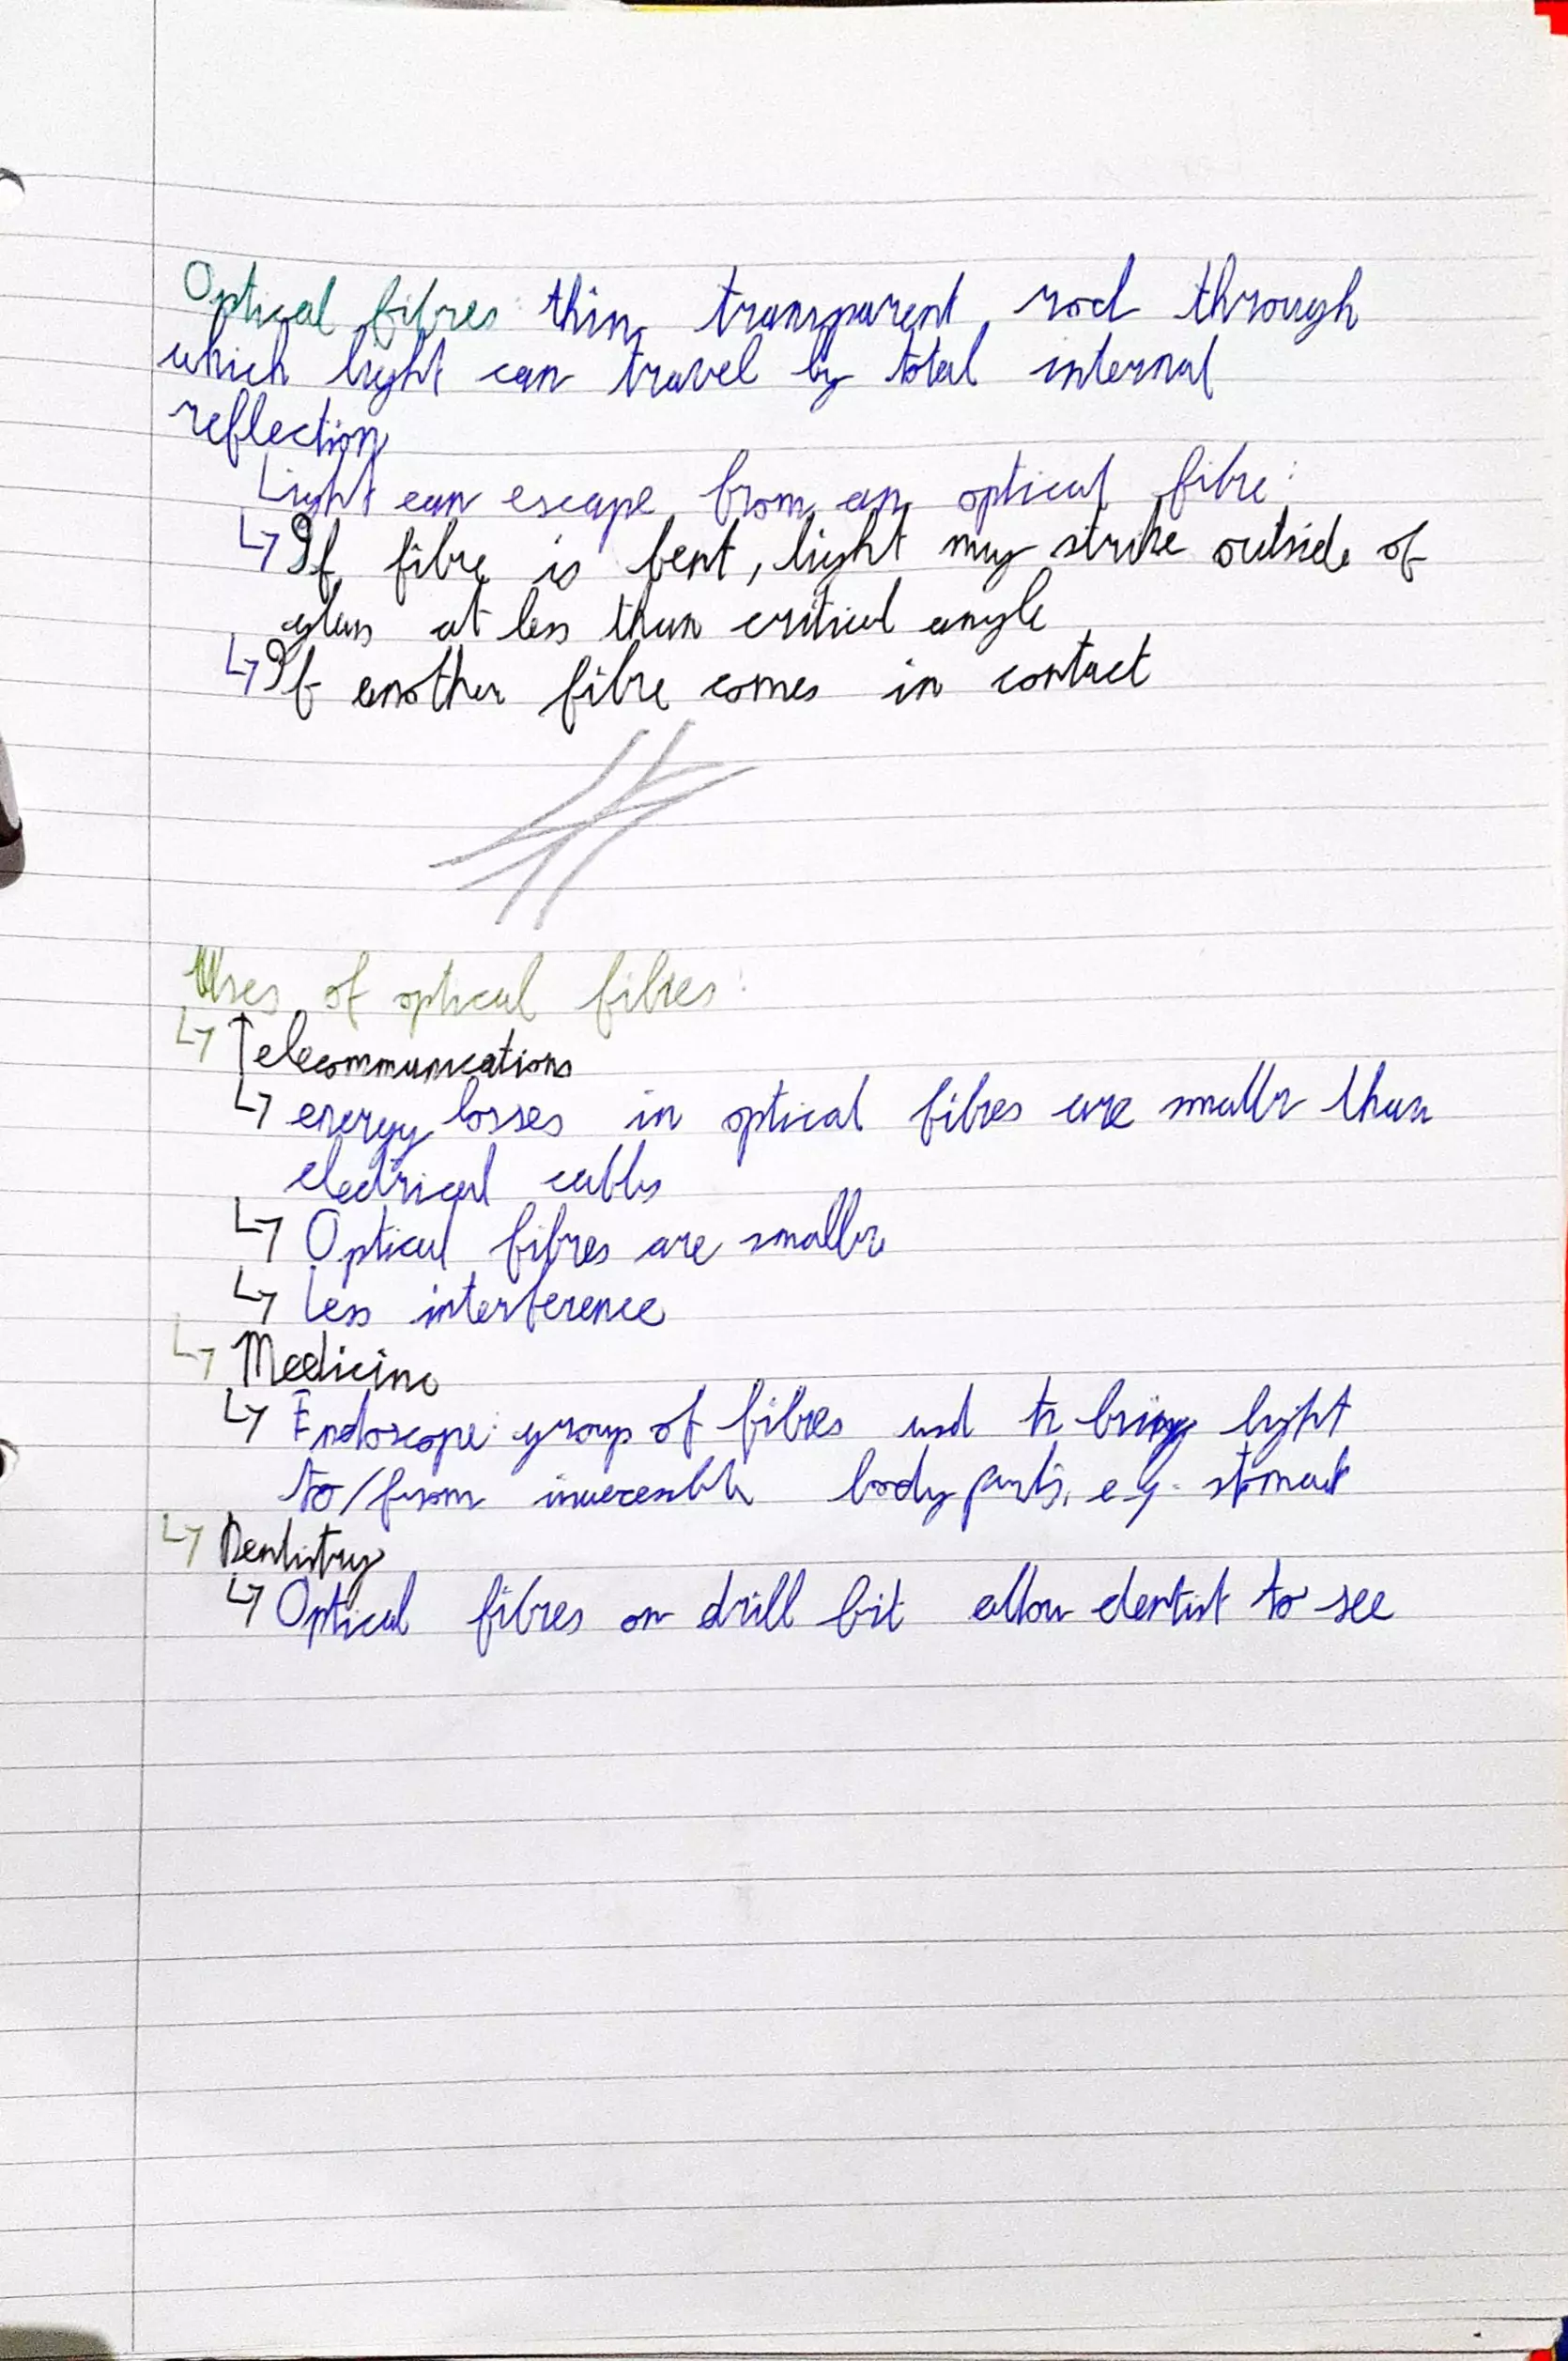 Optical fibres: thin transparent rod through
which light can travel by total internal
reflection
Light can escape from an optical fibre:
↳ If fibre is bent, light may strike outside of
glass at less than critical angle
↳ If another fibre comes in contact
Uses of optical fibres:
↳ Telecommunications
↳ energy losses in optical fibres are smaller than
electrical cables
↳ Optical fibres are smaller
↳ Less interference
↳ Medicine
↳ Endoscope: group of fibres used to bring light
to/from inaccessible body parts, e.g. stomach
↳ Dentistry
↳ Optical fibres on drill bit allow dentist to see